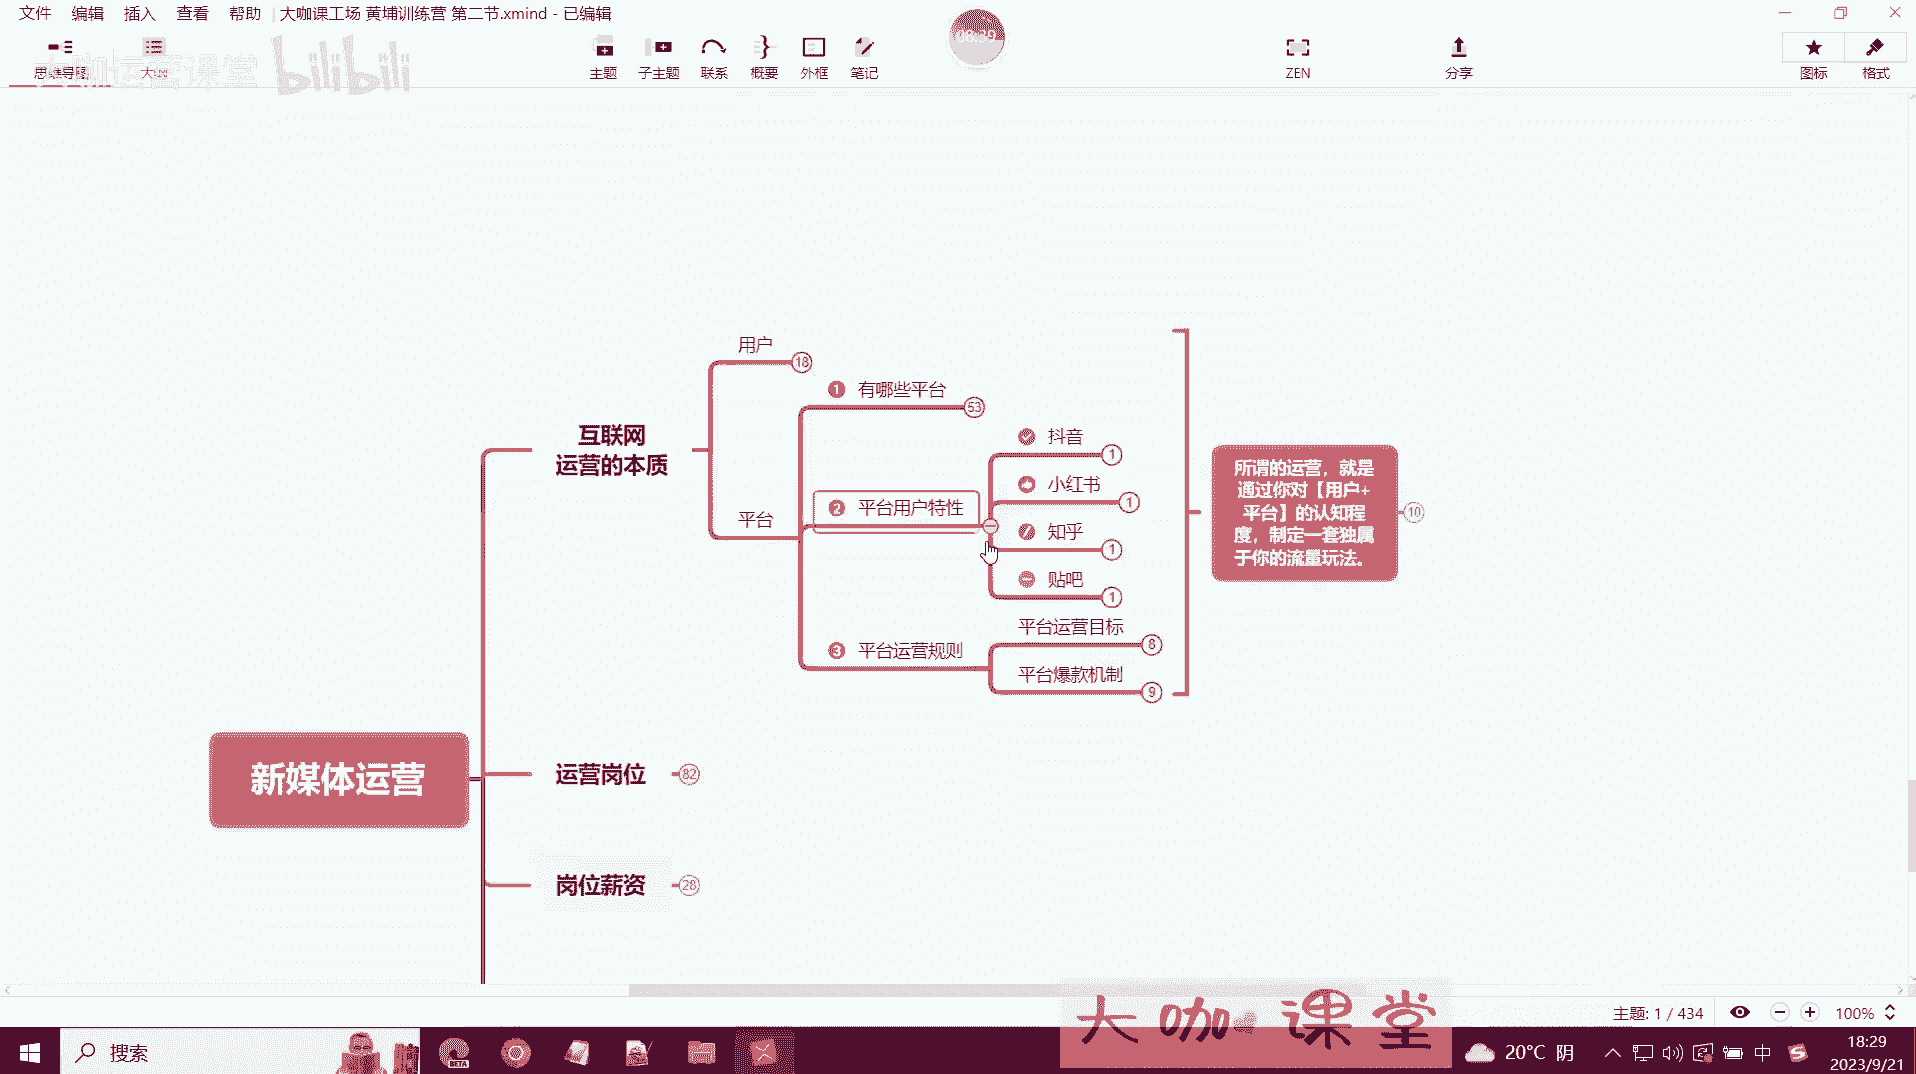 文件 编辑 插入 查看 帮助 大咖课工场 黄埔训练营 第二节.xmind - 已编辑
08:39
思维导图
大咖运营课堂 bilibili
主题 子主题 联系 概要 外框 笔记 ZEN 分享 图标 格式
用户 18
1 有哪些平台 53
互联网
运营的本质
平台
2 平台用户特性
抖音 1
小红书 1
知乎 1
贴吧 1
3 平台运营规则
平台运营目标 8
平台爆款机制 9
所谓的运营，就是
通过你对【用户+
平台】的认知程
度，制定一套独属
于你的流量玩法。
10
新媒体运营
运营岗位 82
岗位薪资 28
大咖 课堂
主题: 1 / 434 100%
搜索
BETA
20°C 阴
中
18:29
2023/9/21